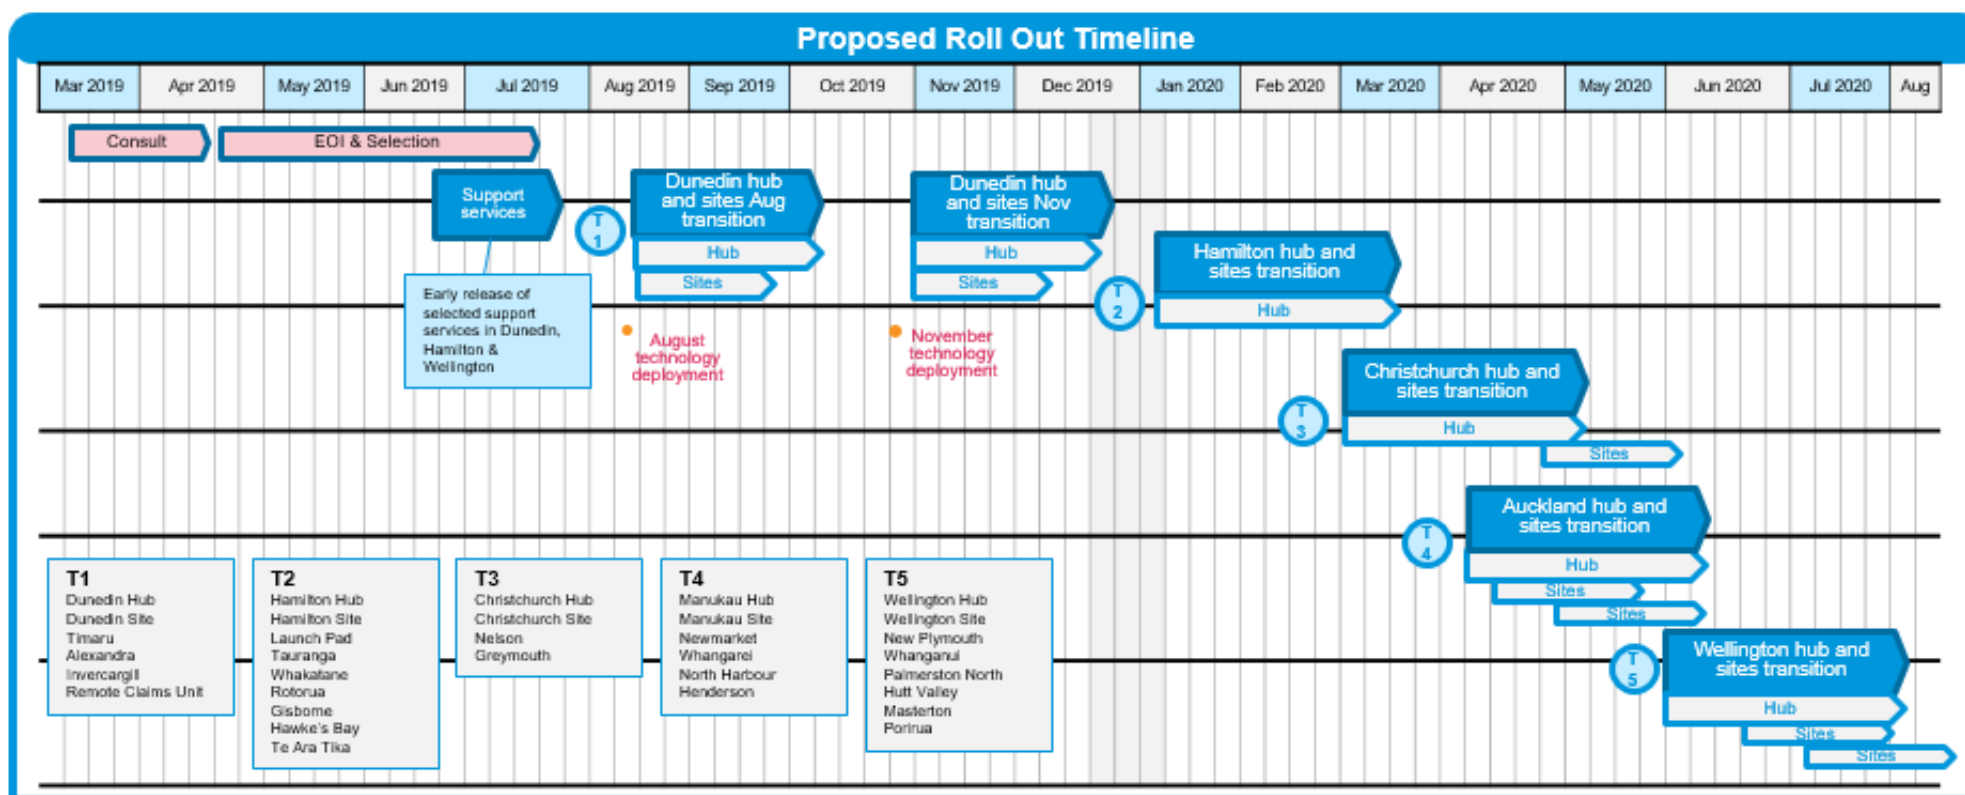 Proposed Roll Out Timeline
Mar 2019 Apr 2019 May 2019 Jun 2019 Jul 2019 Aug 2019 Sep 2019 Oct 2019 Nov 2019 Dec 2019 Jan 2020 Feb 2020 Mar 2020 Apr 2020 May 2020 Jun 2020 Jul 2020 Aug
Consult
EOI & Selection
Support
services
Early release of
selected support
services in Dunedin,
Hamilton &
Wellington
T
1
Dunedin hub
and sites Aug
transition
Hub
Sites
August
technology
deployment
Dunedin hub
and sites Nov
transition
Hub
Sites
November
technology
deployment
T
2
Hamilton hub and
sites transition
Hub
T
3
Christchurch hub and
sites transition
Hub
Sites
T
4
Auckland hub and
sites transition
Hub
Sites
Sites
T
5
Wellington hub and
sites transition
Hub
Sites
Sites
T1
Dunedin Hub
Dunedin Site
Timaru
Alexandra
Invercargill
Remote Claims Unit
T2
Hamilton Hub
Hamilton Site
Launch Pad
Tauranga
Whakatane
Rotorua
Gisborne
Hawke's Bay
Te Ara Tika
T3
Christchurch Hub
Christchurch Site
Nelson
Greymouth
T4
Manukau Hub
Manukau Site
Newmarket
Whangarei
North Harbour
Henderson
T5
Wellington Hub
Wellington Site
New Plymouth
Whanganui
Palmerston North
Hutt Valley
Masterton
Porirua